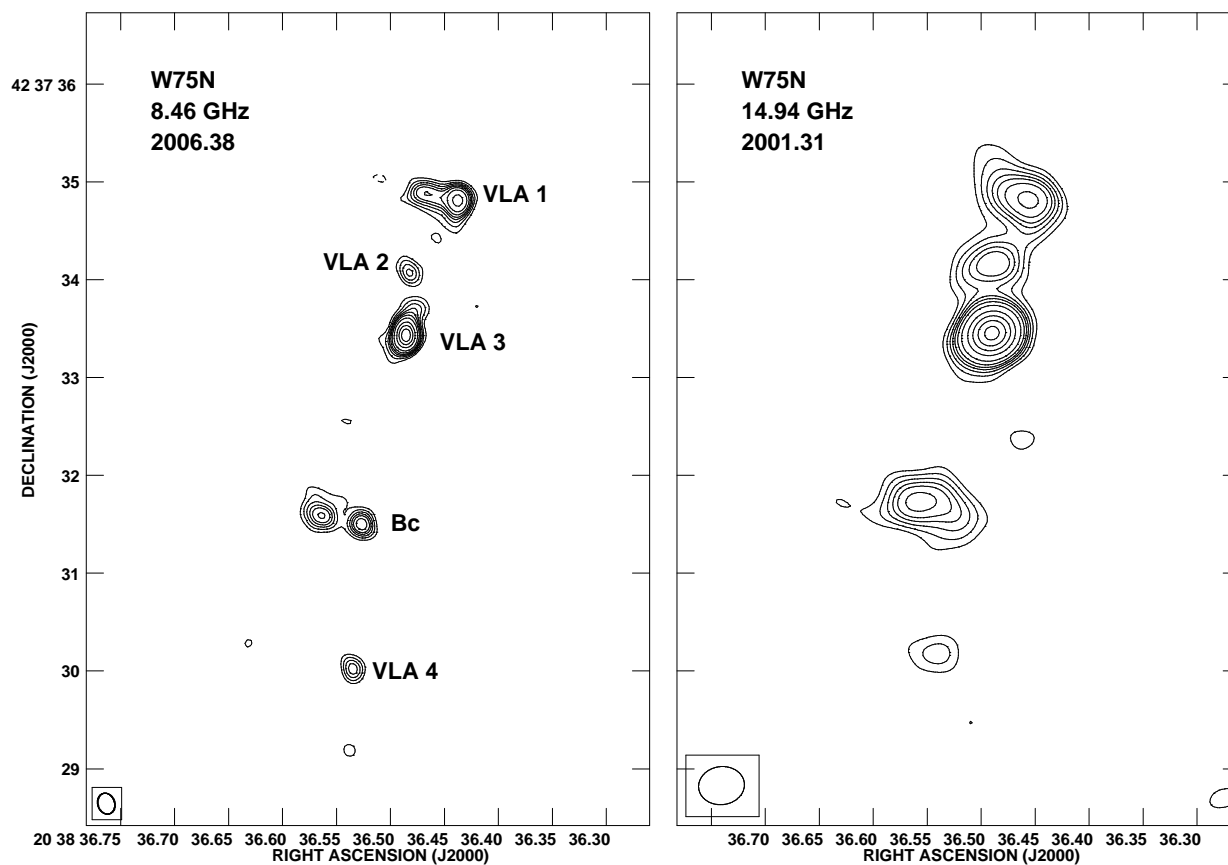 W75N
8.46 GHz
2006.38
VLA 1
VLA 2
VLA 3
Bc
VLA 4
DECLINATION (J2000)
42 37 36
35
34
33
32
31
30
29
20 38 36.75 36.70 36.65 36.60 36.55 36.50 36.45 36.40 36.35 36.30
RIGHT ASCENSION (J2000)
W75N
14.94 GHz
2001.31
36.70 36.65 36.60 36.55 36.50 36.45 36.40 36.35 36.30
RIGHT ASCENSION (J2000)